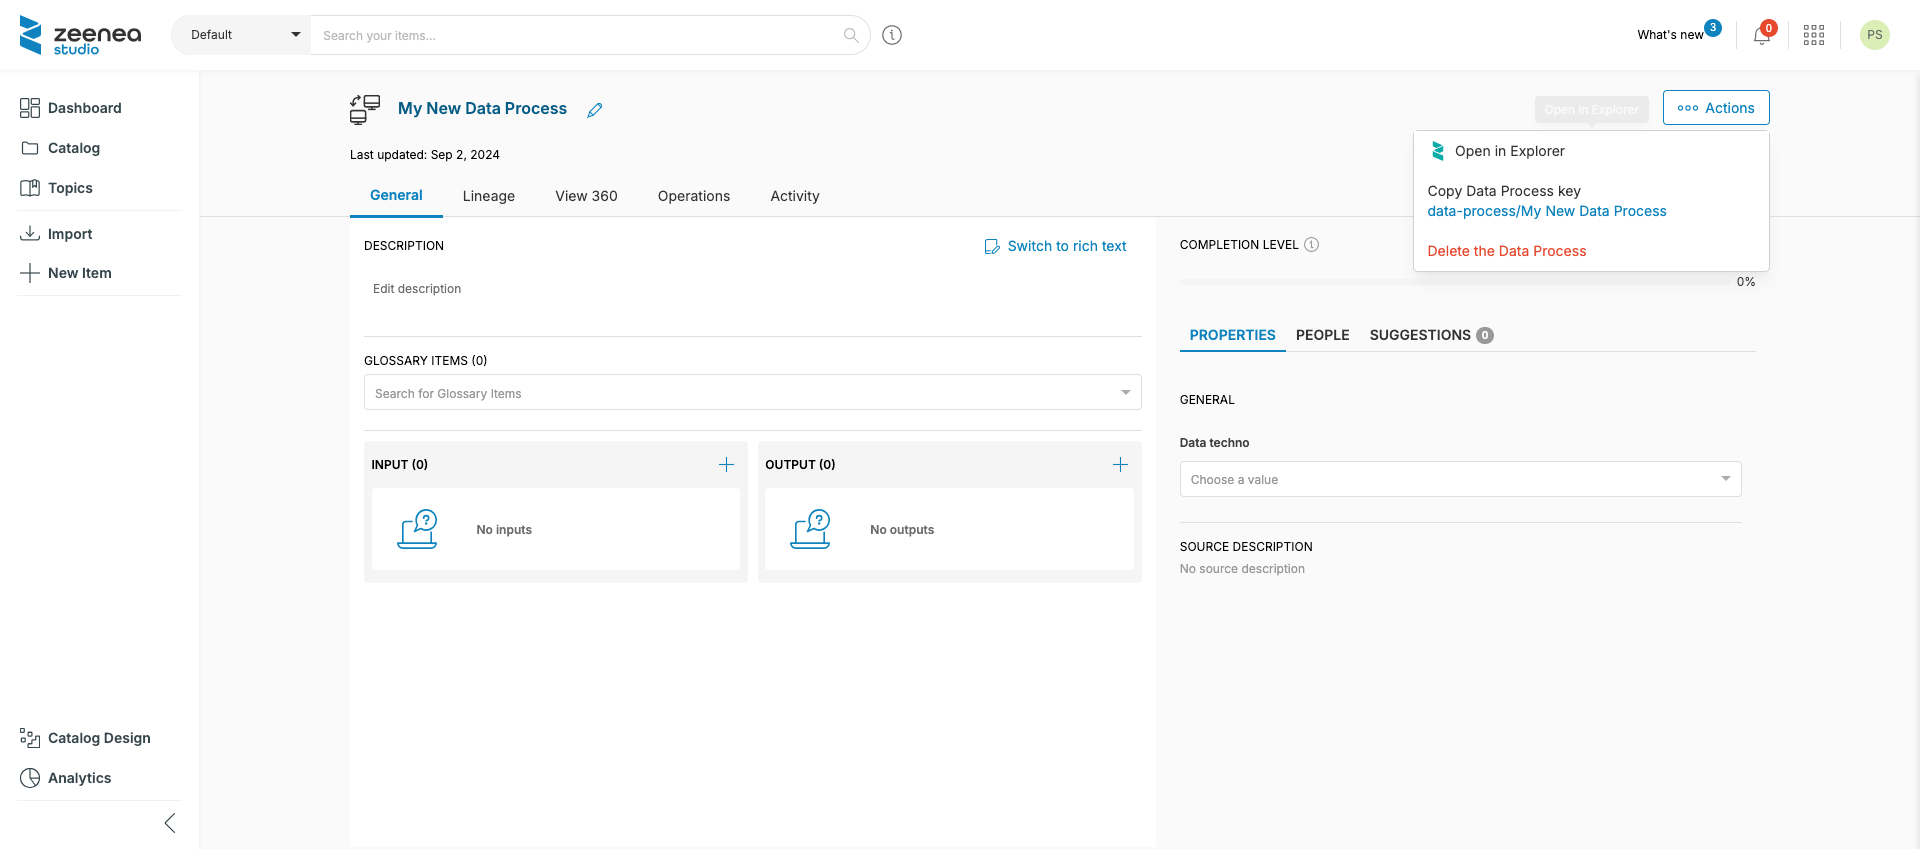 zeenea
studio
Default
Search your items...
What's new
3
0
PS
Dashboard
Catalog
Topics
Import
New Item
Catalog Design
Analytics
My New Data Process
Open in Explorer
Actions
Last updated: Sep 2, 2024
Open in Explorer
Copy Data Process key
data-process/My New Data Process
Delete the Data Process
General
Lineage
View 360
Operations
Activity
DESCRIPTION
Switch to rich text
Edit description
GLOSSARY ITEMS (0)
Search for Glossary Items
INPUT (0)
No inputs
OUTPUT (0)
No outputs
COMPLETION LEVEL
0%
PROPERTIES
PEOPLE
SUGGESTIONS 0
GENERAL
Data techno
Choose a value
SOURCE DESCRIPTION
No source description